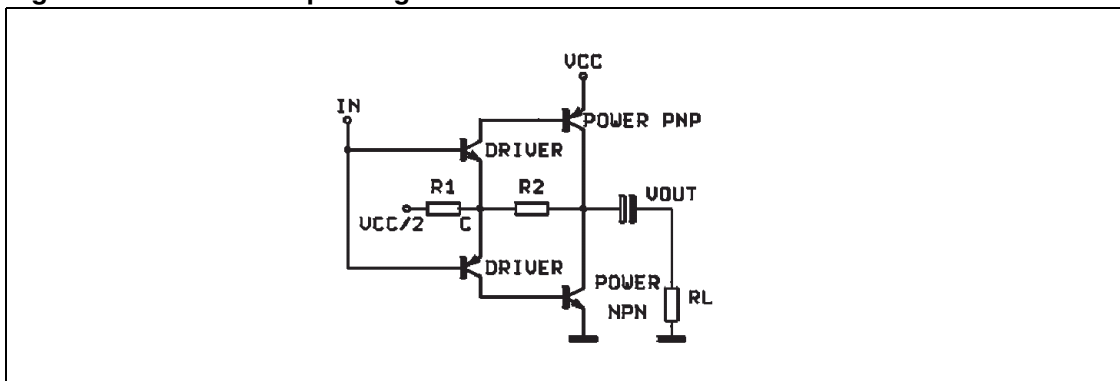 VCC
IN
POWER PNP
DRIVER
R1
R2
VOUT
VCC/2
C
DRIVER
POWER
NPN
RL